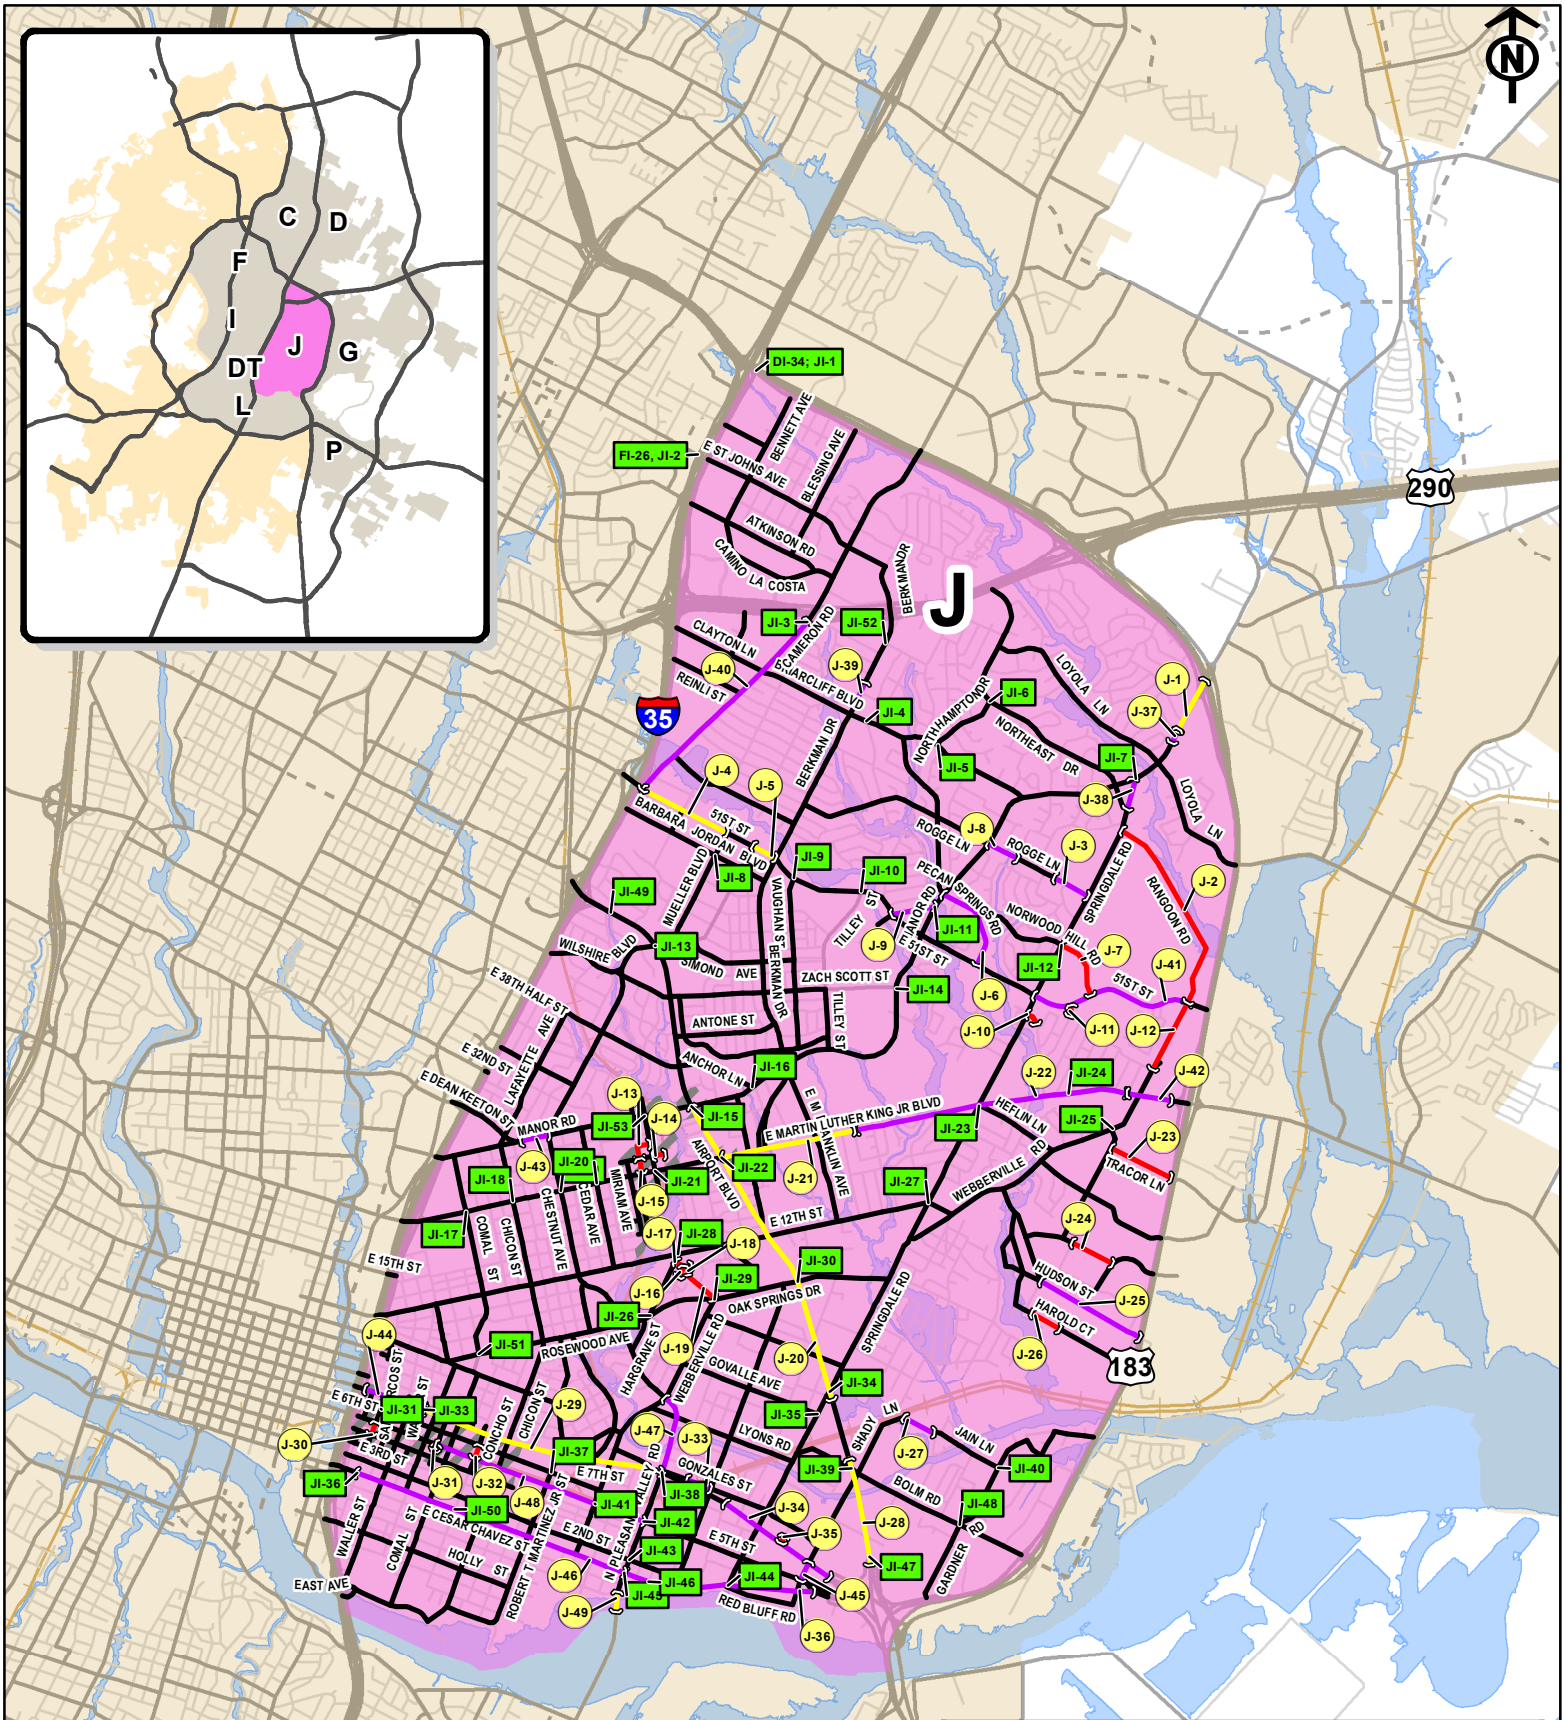 N
C
D
F
I
J
G
DT
L
P
290
DI-34; JI-1
BENNETT AVE
FI-26, JI-2
E ST JOHNS AVE
BLESSING AVE
ATKINSON RD
CAMINO LA COSTA
BERKMAN DR
J
JI-3
JI-52
CAMERON RD
CLAYTON LN
J-40
J-39
BRIARCLIFF BLVD
REINLI ST
LOYOLA LN
J-1
JI-6
JI-4
J-37
35
NORTHHAMPTON DR
NORTHEAST DR
BERKMAN DR
JI-7
JI-5
J-4
J-5
J-38
LOYOLA LN
BARBARA JORDAN BLVD
51ST ST
J-8
ROGGE LN
ROGGE LN
J-3
JI-9
JI-8
JI-10
J-2
SPRINGDALE RD
RANGOON RD
PECAN SPRINGS RD
JI-49
MUELLER BLVD
VAUGHAN ST
BERKMAN DR
TILLEY ST
MANOR RD
NORWOOD HILL RD
JI-11
J-9
E 51ST ST
WILSHIRE BLVD
JI-13
SIMOND AVE
ZACH SCOTT ST
JI-12
J-7
J-41
51ST ST
JI-14
J-6
E 38TH HALF ST
TILLEY ST
ANTONE ST
J-10
J-11
J-12
LAFAYETTE AVE
E 32ND ST
ANCHOR LN
JI-16
J-22
JI-24
J-42
E DEAN KEETON ST
J-13
J-14
JI-53
JI-15
E MARTIN LUTHER KING JR BLVD
HEFLIN LN
JI-23
JI-25
J-23
MANOR RD
J-43
JI-20
JI-18
JI-21
JI-22
J-21
AIRPORT BLVD
TRACOR LN
WEBBERVILLE RD
JI-27
CEDAR AVE
MIRIAM AVE
CHESTNUT AVE
J-15
E 12TH ST
J-24
JI-17
COMAL ST
CHICON ST
J-17
JI-28
J-18
E 15TH ST
JI-30
JI-29
J-16
OAK SPRINGS DR
HUDSON ST
J-25
JI-26
HAROLD CT
SPRINGDALE RD
J-44
JI-51
ROSEWOOD AVE
HARGRAVE ST
J-19
WEBBERVILLE RD
J-20
J-26
183
GOVALLE AVE
E 6TH ST
JI-31
JI-33
J-29
CHICON ST
CONCHO ST
JI-34
JI-35
SHADY LN
J-27
JAIN LN
LYONS RD
J-30
E 3RD ST
J-47
J-33
JI-37
E 7TH ST
GONZALES ST
JI-39
JI-40
BOLM RD
JI-36
J-31
J-32
J-48
JI-38
JI-41
J-34
JI-48
JI-50
E CESAR CHAVEZ ST
JI-42
J-35
J-28
E 5TH ST
E 2ND ST
WALLER ST
COMAL ST
HOLLY ST
ROBERT T MARTINEZ JR ST
JI-43
JI-44
JI-47
GARDNER RD
J-46
JI-46
JI-45
J-45
EAST AVE
J-49
RED BLUFF RD
J-36